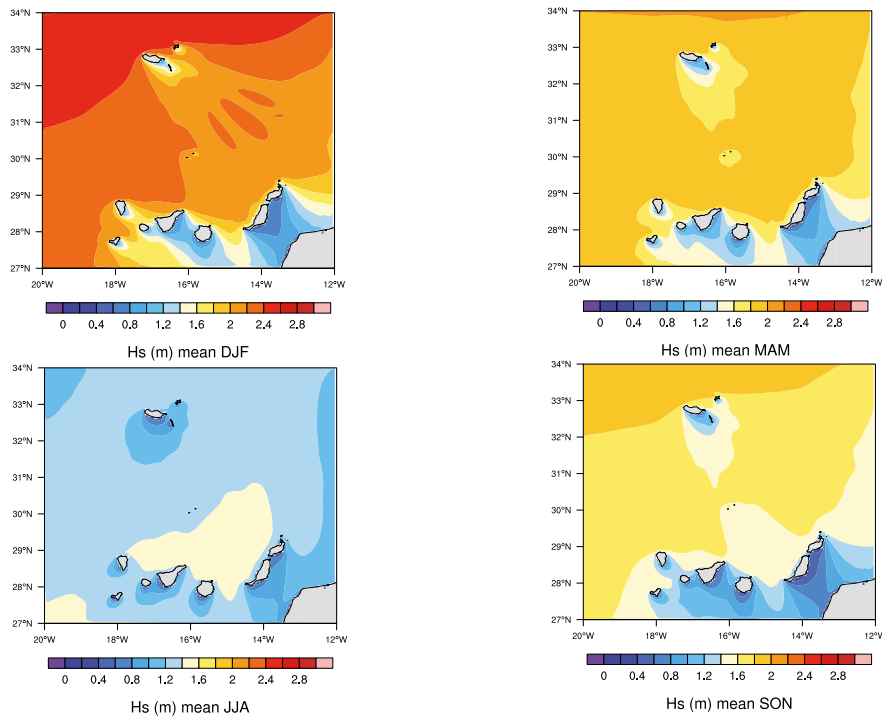 34°N
33°N
32°N
31°N
30°N
29°N
28°N
27°N
20°W 18°W 16°W 14°W 12°W
0 0.4 0.8 1.2 1.6 2 2.4 2.8
Hs (m) mean DJF
34°N
33°N
32°N
31°N
30°N
29°N
28°N
27°N
20°W 18°W 16°W 14°W 12°W
0 0.4 0.8 1.2 1.6 2 2.4 2.8
Hs (m) mean MAM
34°N
33°N
32°N
31°N
30°N
29°N
28°N
27°N
20°W 18°W 16°W 14°W 12°W
0 0.4 0.8 1.2 1.6 2 2.4 2.8
Hs (m) mean JJA
34°N
33°N
32°N
31°N
30°N
29°N
28°N
27°N
20°W 18°W 16°W 14°W 12°W
0 0.4 0.8 1.2 1.6 2 2.4 2.8
Hs (m) mean SON